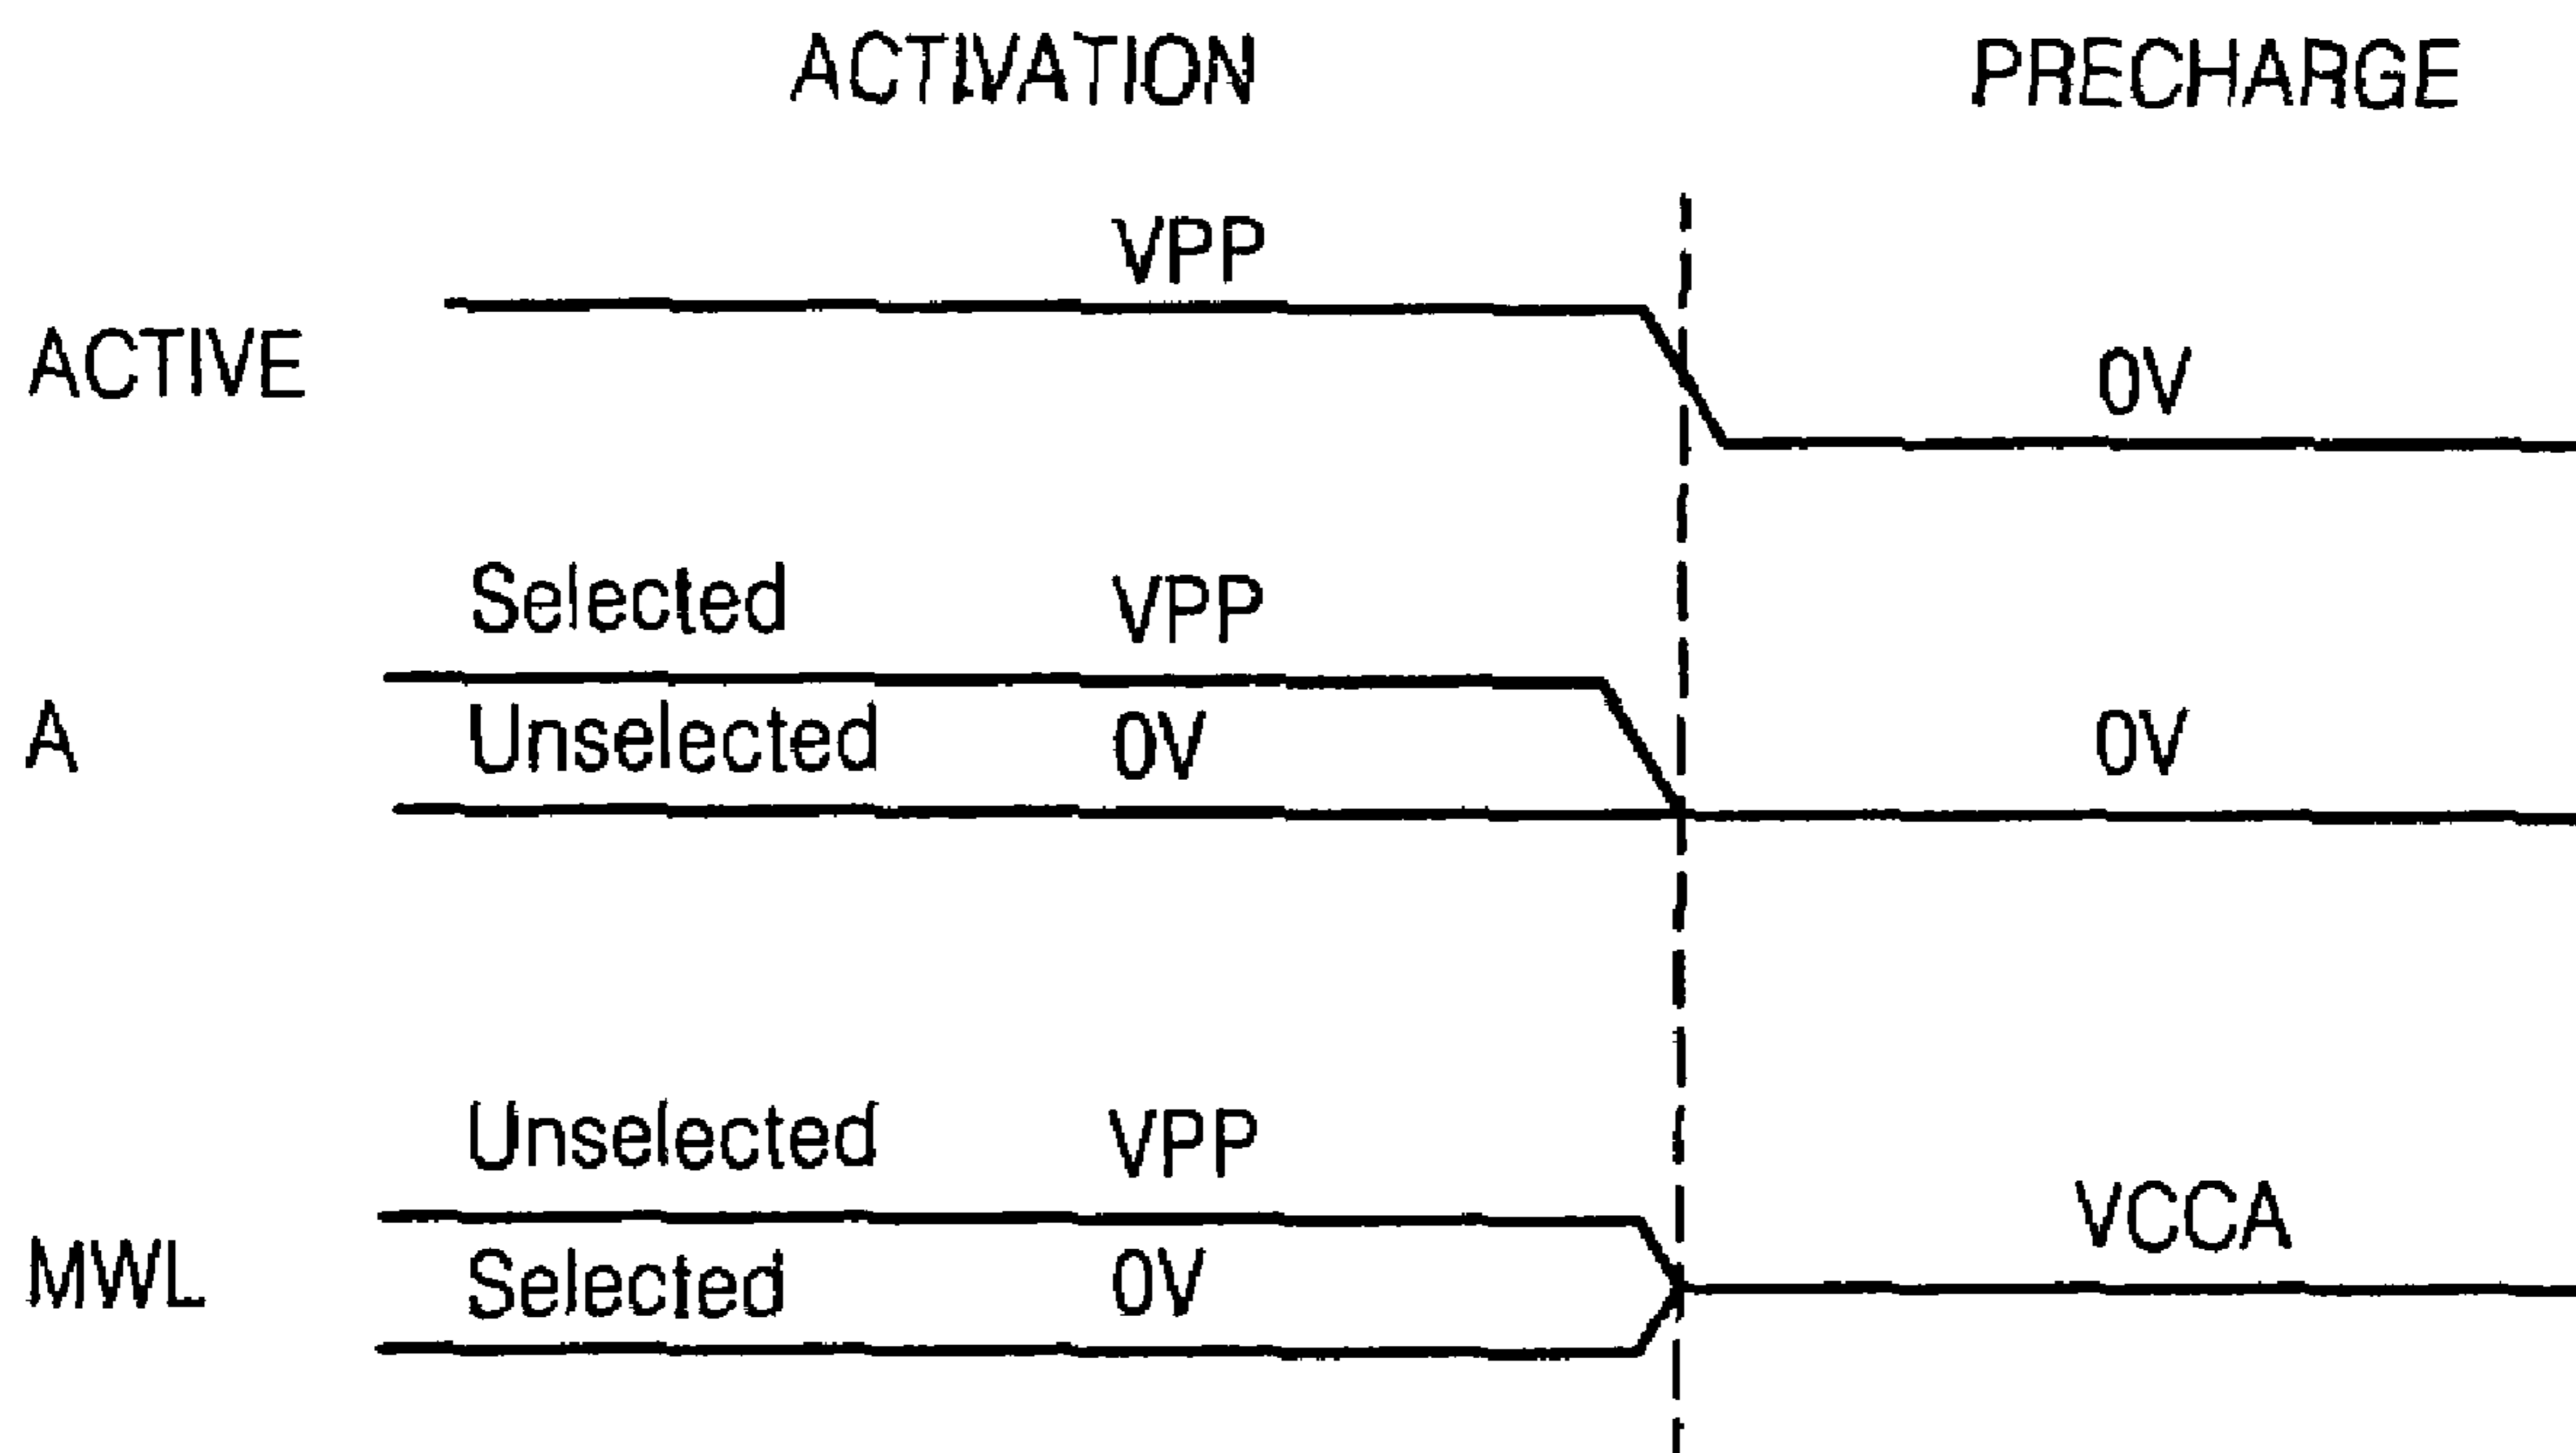 ACTIVATION PRECHARGE
VPP
ACTIVE 0V
Selected VPP
A Unselected 0V 0V
Unselected VPP
VCCA
MWL Selected 0V